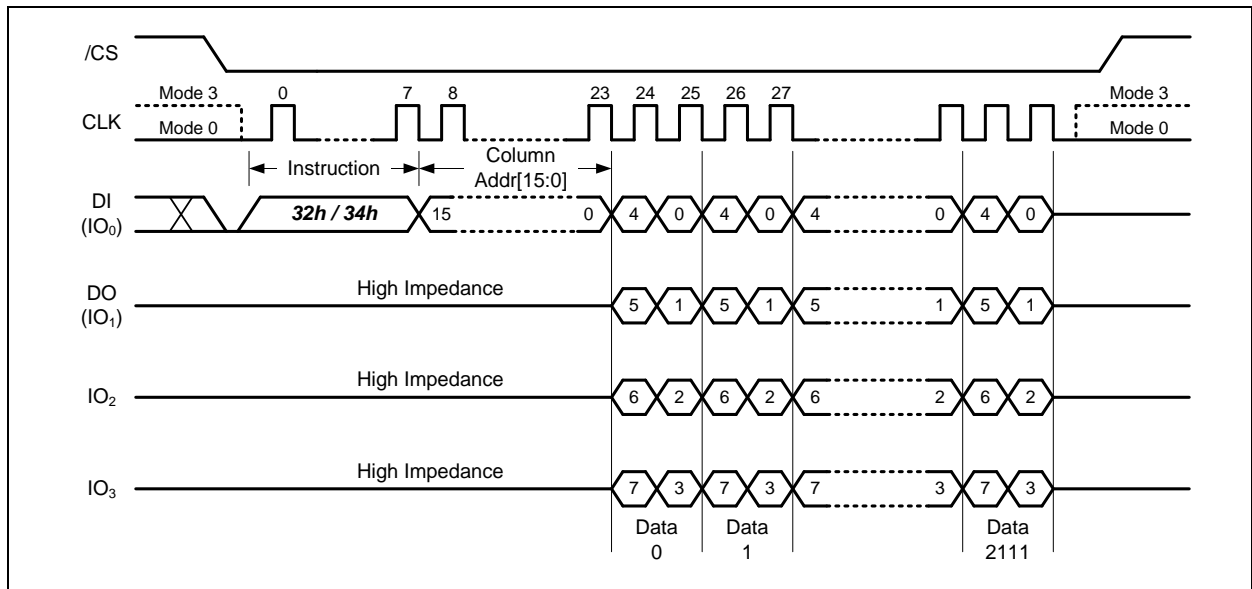 /CS
Mode 3 0 7 8 23 24 25 26 27 Mode 3
CLK
Mode 0 Mode 0
Instruction Column
Addr[15:0]
DI
(IO₀)
32h / 34h 15 0 4 0 4 0 4 0 4 0
DO
(IO₁)
High Impedance 5 1 5 1 5 1 5 1
IO₂ High Impedance 6 2 6 2 6 2 6 2
IO₃ High Impedance 7 3 7 3 7 3 7 3
Data Data Data
0 1 2111